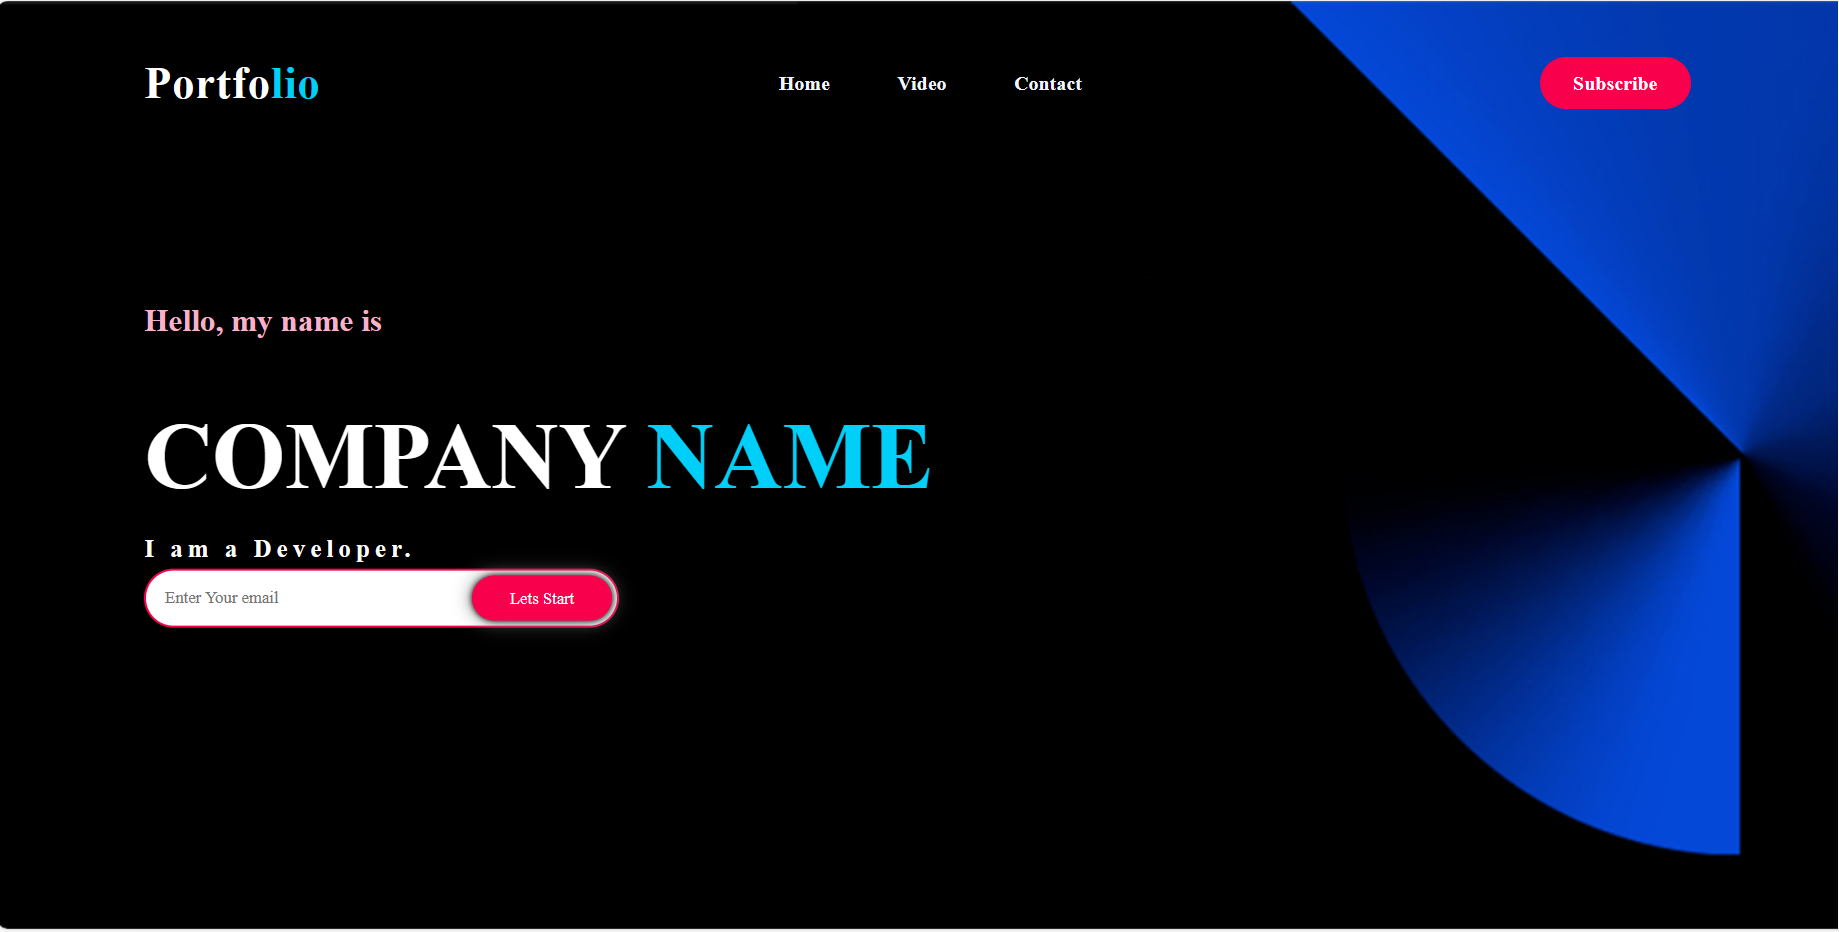 Portfolio
Home Video Contact
Subscribe
Hello, my name is
COMPANY NAME
I am a Developer.
Enter Your email
Lets Start